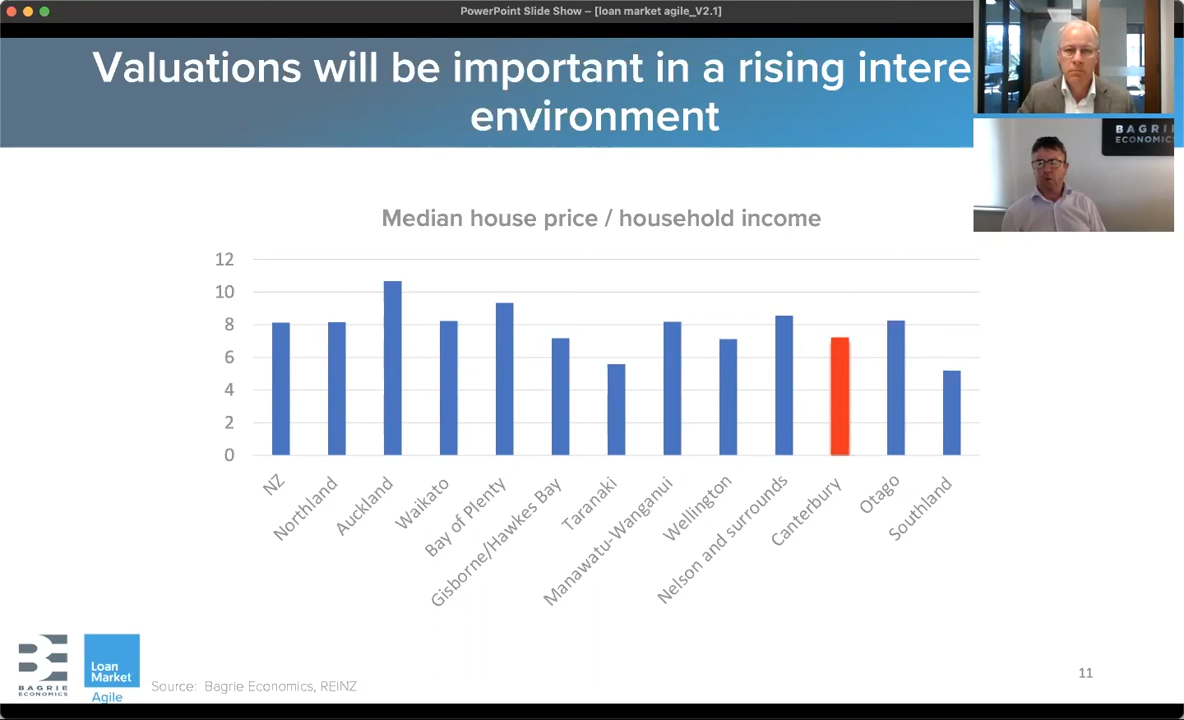 PowerPoint Slide Show – [loan market agile_V2.1]
Valuations will be important in a rising intere
environment
BAGRI
ECONOMIC
Median house price / household income
12
10
8
6
4
2
0
NZ
Northland
Auckland
Waikato
Bay of Plenty
Gisborne/Hawkes Bay
Taranaki
Manawatu-Wanganui
Wellington
Nelson and surrounds
Canterbury
Otago
Southland
BAGRIE
ECONOMICS
Loan
Market
Agile
Source: Bagrie Economics, REINZ
11